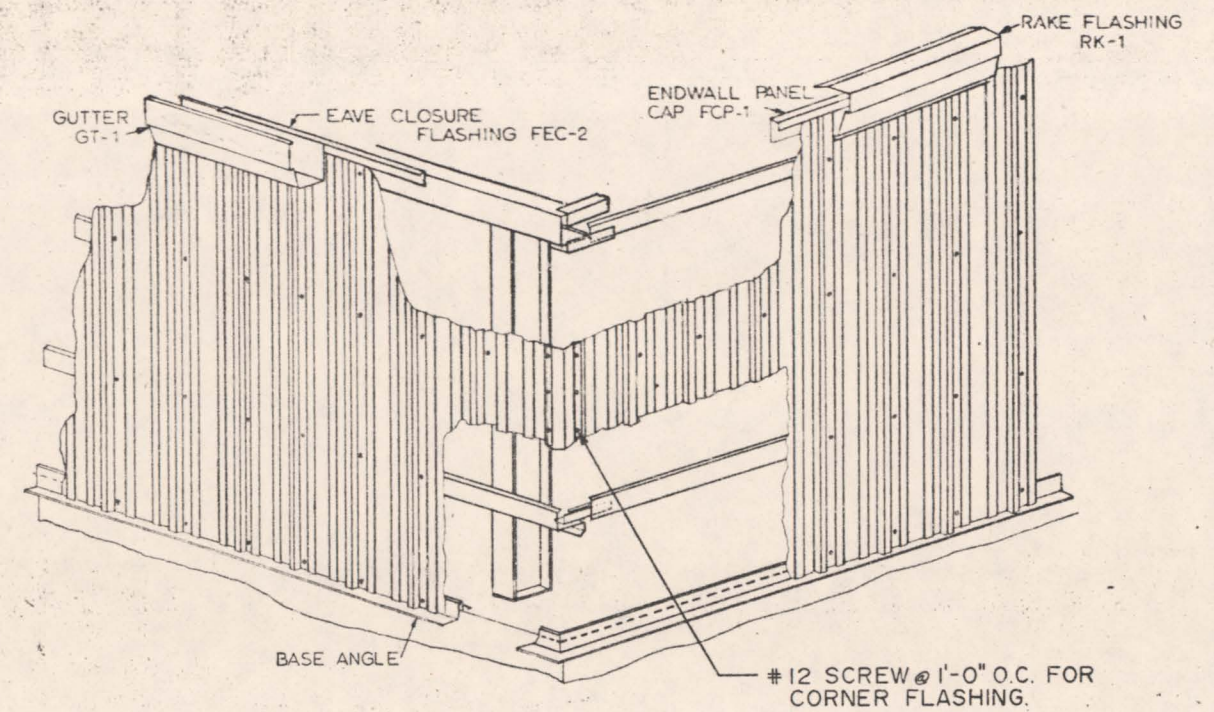 RAKE FLASHING
RK-1
ENDWALL PANEL
CAP FCP-1
GUTTER
GT-1
EAVE CLOSURE
FLASHING FEC-2
BASE ANGLE
#12 SCREW @ 1'-0" O.C. FOR
CORNER FLASHING.